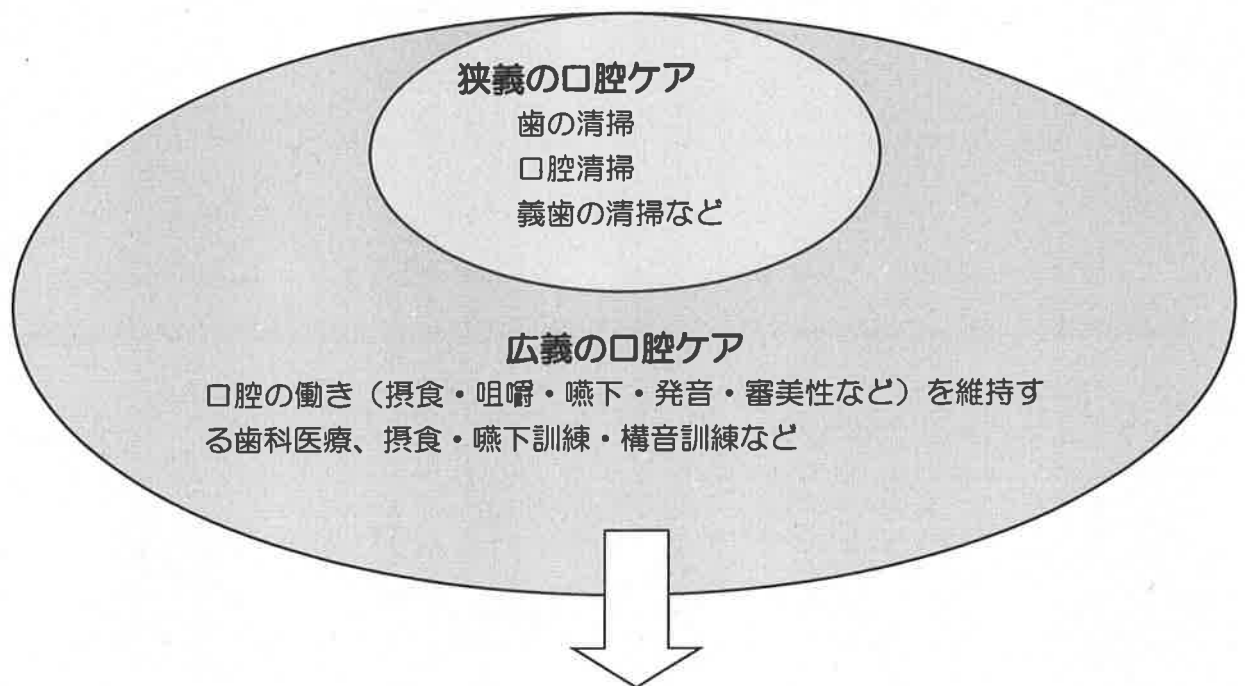 狭義の口腔ケア
歯の清掃
口腔清掃
義歯の清掃など
広義の口腔ケア
口腔の働き（摂食・咀嚼・嚥下・発音・審美性など）を維持す
る歯科医療、摂食・嚥下訓練・構音訓練など